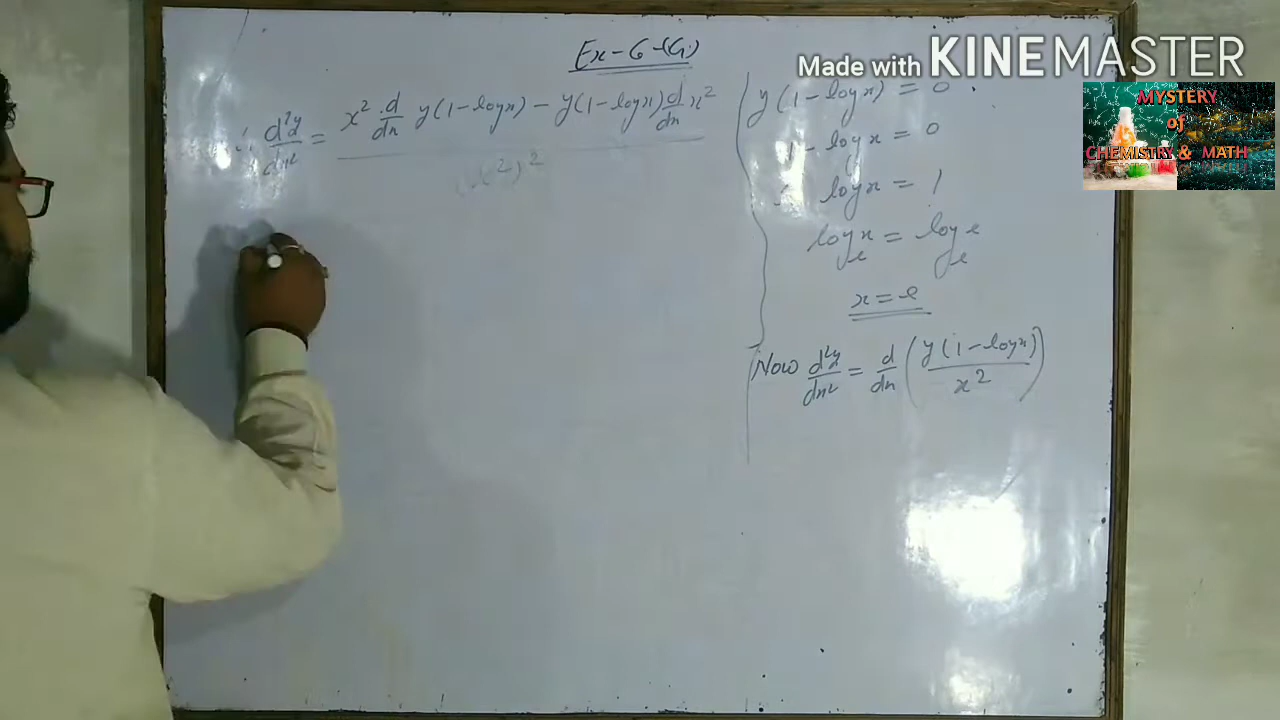 Ex-6-(G)
∴ d²y/dx² = x² d/dx y(1-logx) - y(1-logx) d/dx x² / (x²)²
y(1-logx) = 0 .
1-logx = 0
∴ logx = 1
logₑx = logₑe
x = e
Now d²y/dx² = d/dx (y(1-logx) / x²)
Made with KINEMASTER
MYSTERY
of
CHEMISTRY & MATH